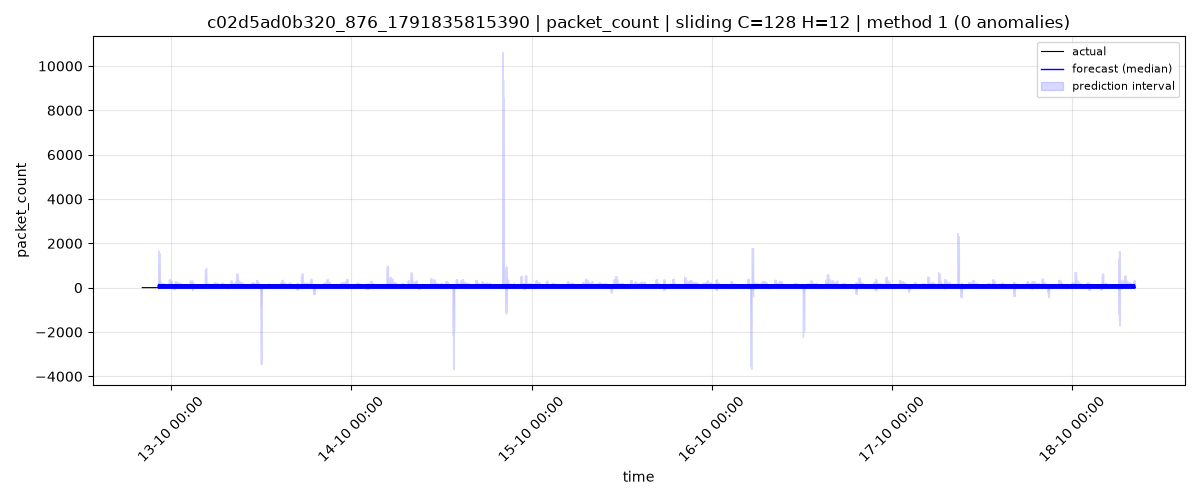 c02d5ad0b320_876_1791835815390 | packet_count | sliding C=128 H=12 | method 1 (0 anomalies)
actual
forecast (median)
prediction interval
10000
8000
6000
4000
2000
0
−2000
−4000
packet_count
13-10 00:00
14-10 00:00
15-10 00:00
16-10 00:00
17-10 00:00
18-10 00:00
time